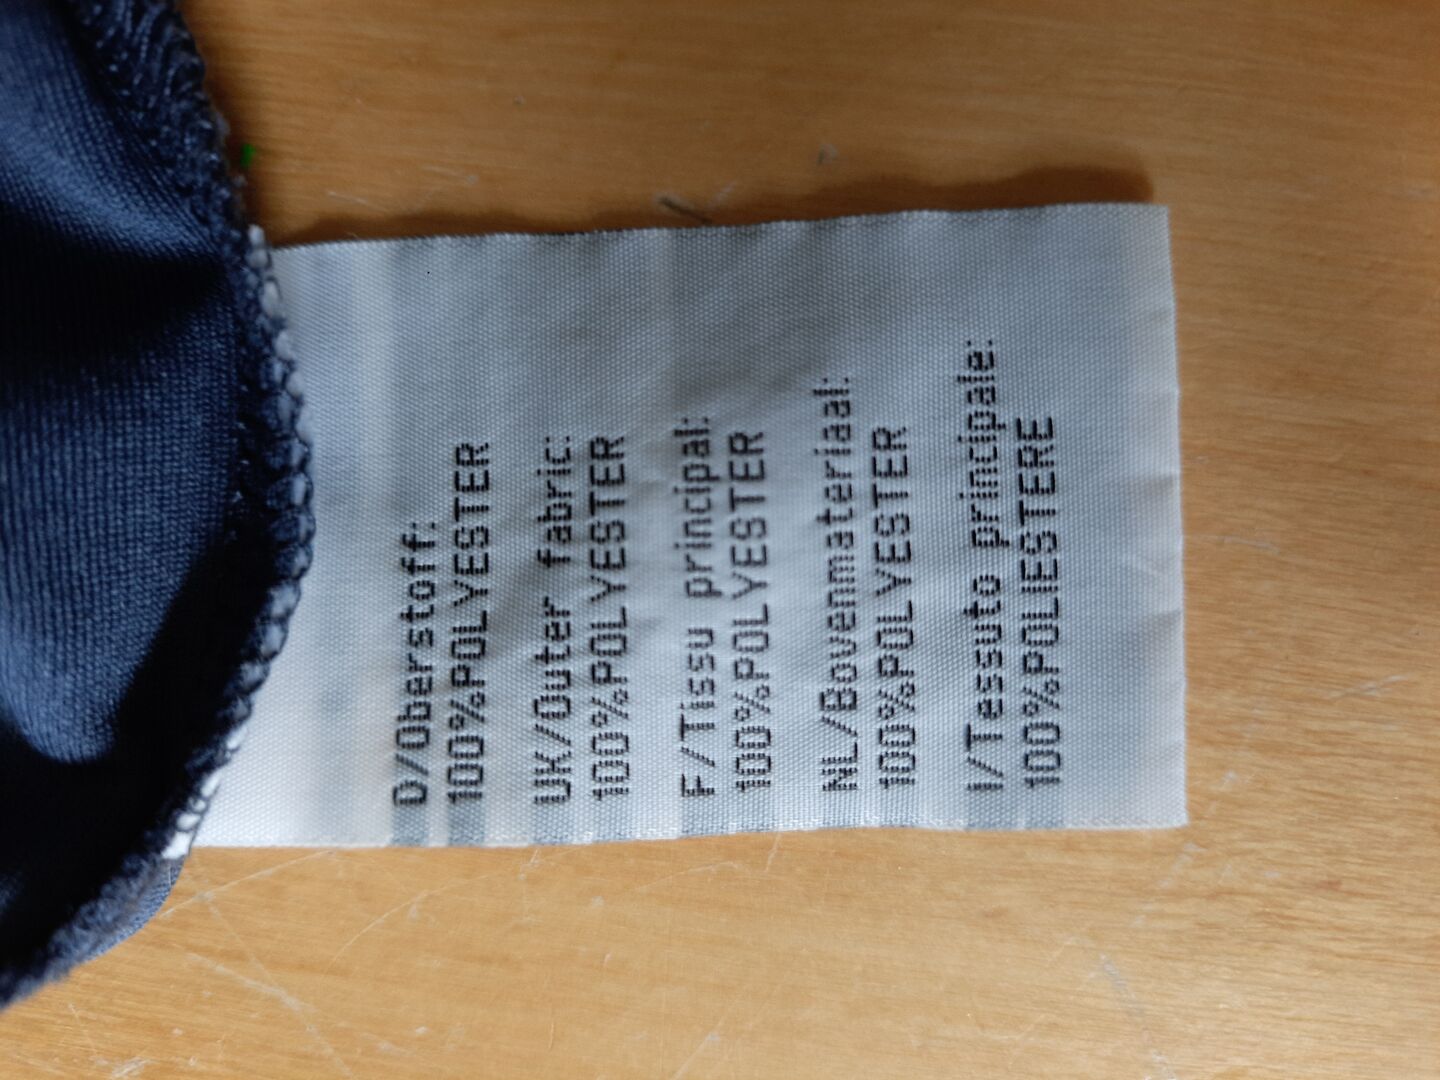 D/Oberstoff:
100%POLYESTER
UK/Outer fabric:
100%POLYESTER
F/Tissu principal:
100%POLYESTER
NL/Bovenmateriaal:
100%POLYESTER
I/Tessuto principale:
100%POLIESTERE